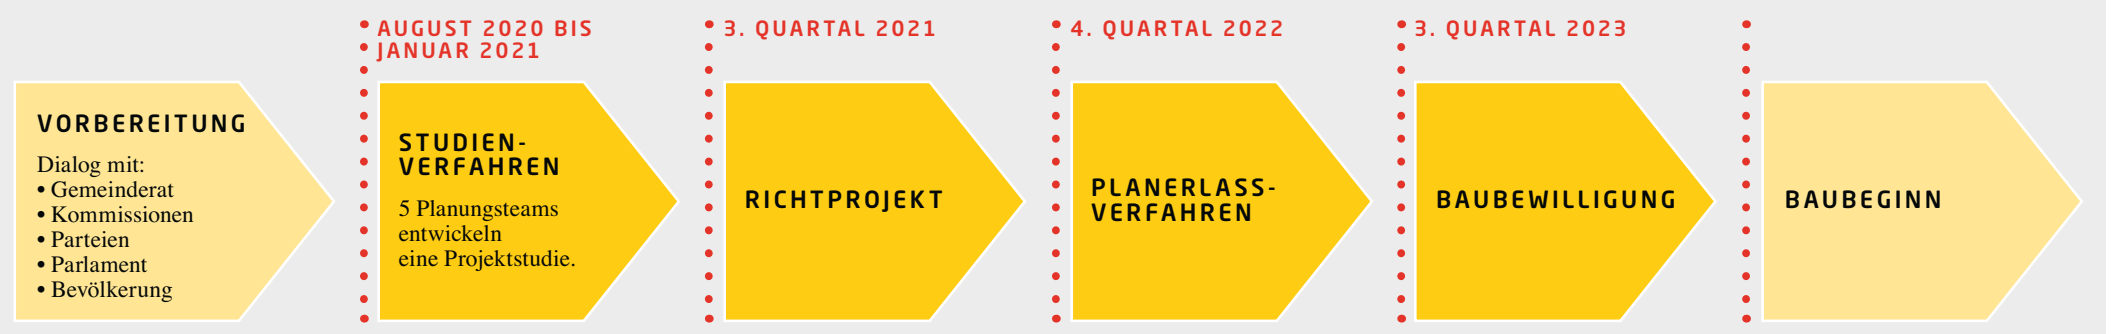 VORBEREITUNG
Dialog mit:
• Gemeinderat
• Kommissionen
• Parteien
• Parlament
• Bevölkerung
AUGUST 2020 BIS
JANUAR 2021
STUDIEN-
VERFAHREN
5 Planungsteams
entwickeln
eine Projektstudie.
3. QUARTAL 2021
RICHTPROJEKT
4. QUARTAL 2022
PLANERLASS-
VERFAHREN
3. QUARTAL 2023
BAUBEWILLIGUNG
BAUBEGINN